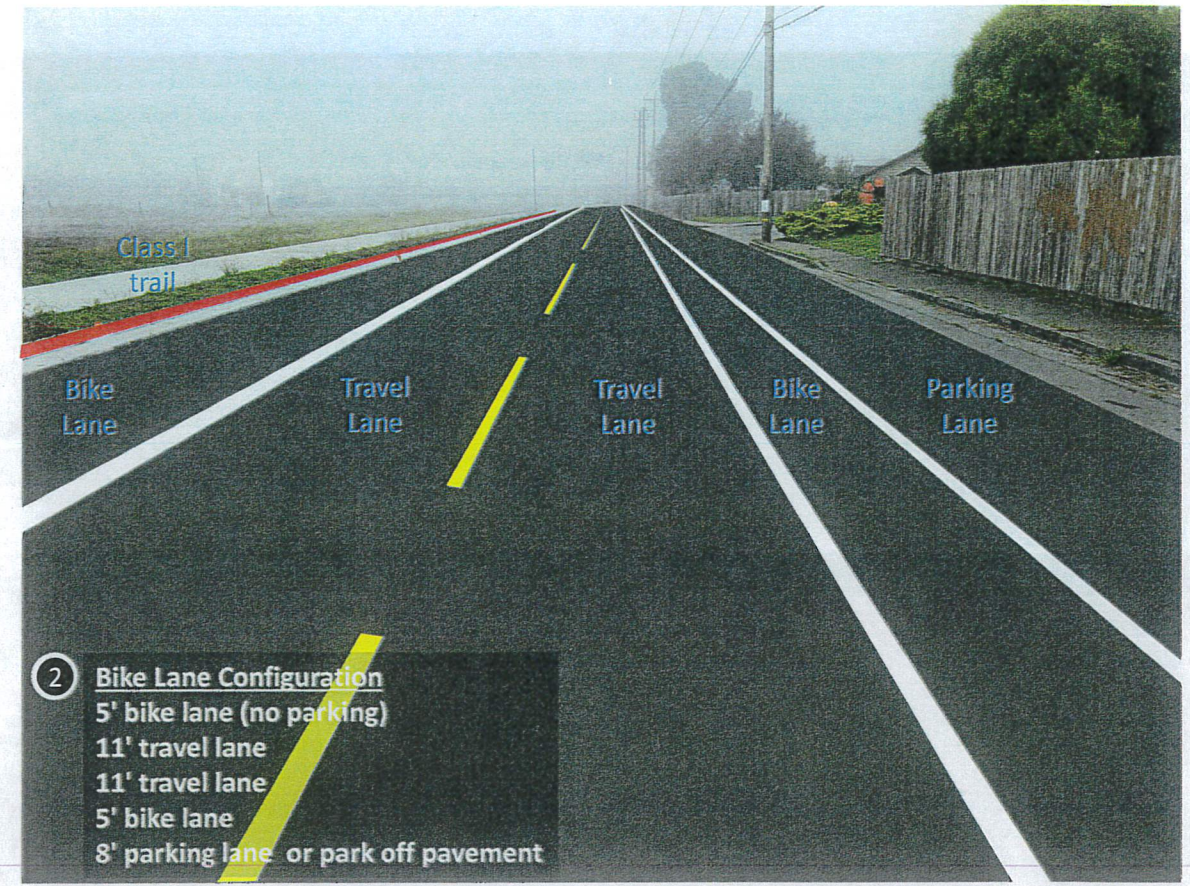 Class I
trail
Bike
Lane
Travel
Lane
Travel
Lane
Bike
Lane
Parking
Lane
2
Bike Lane Configuration
5' bike lane (no parking)
11' travel lane
11' travel lane
5' bike lane
8' parking lane or park off pavement